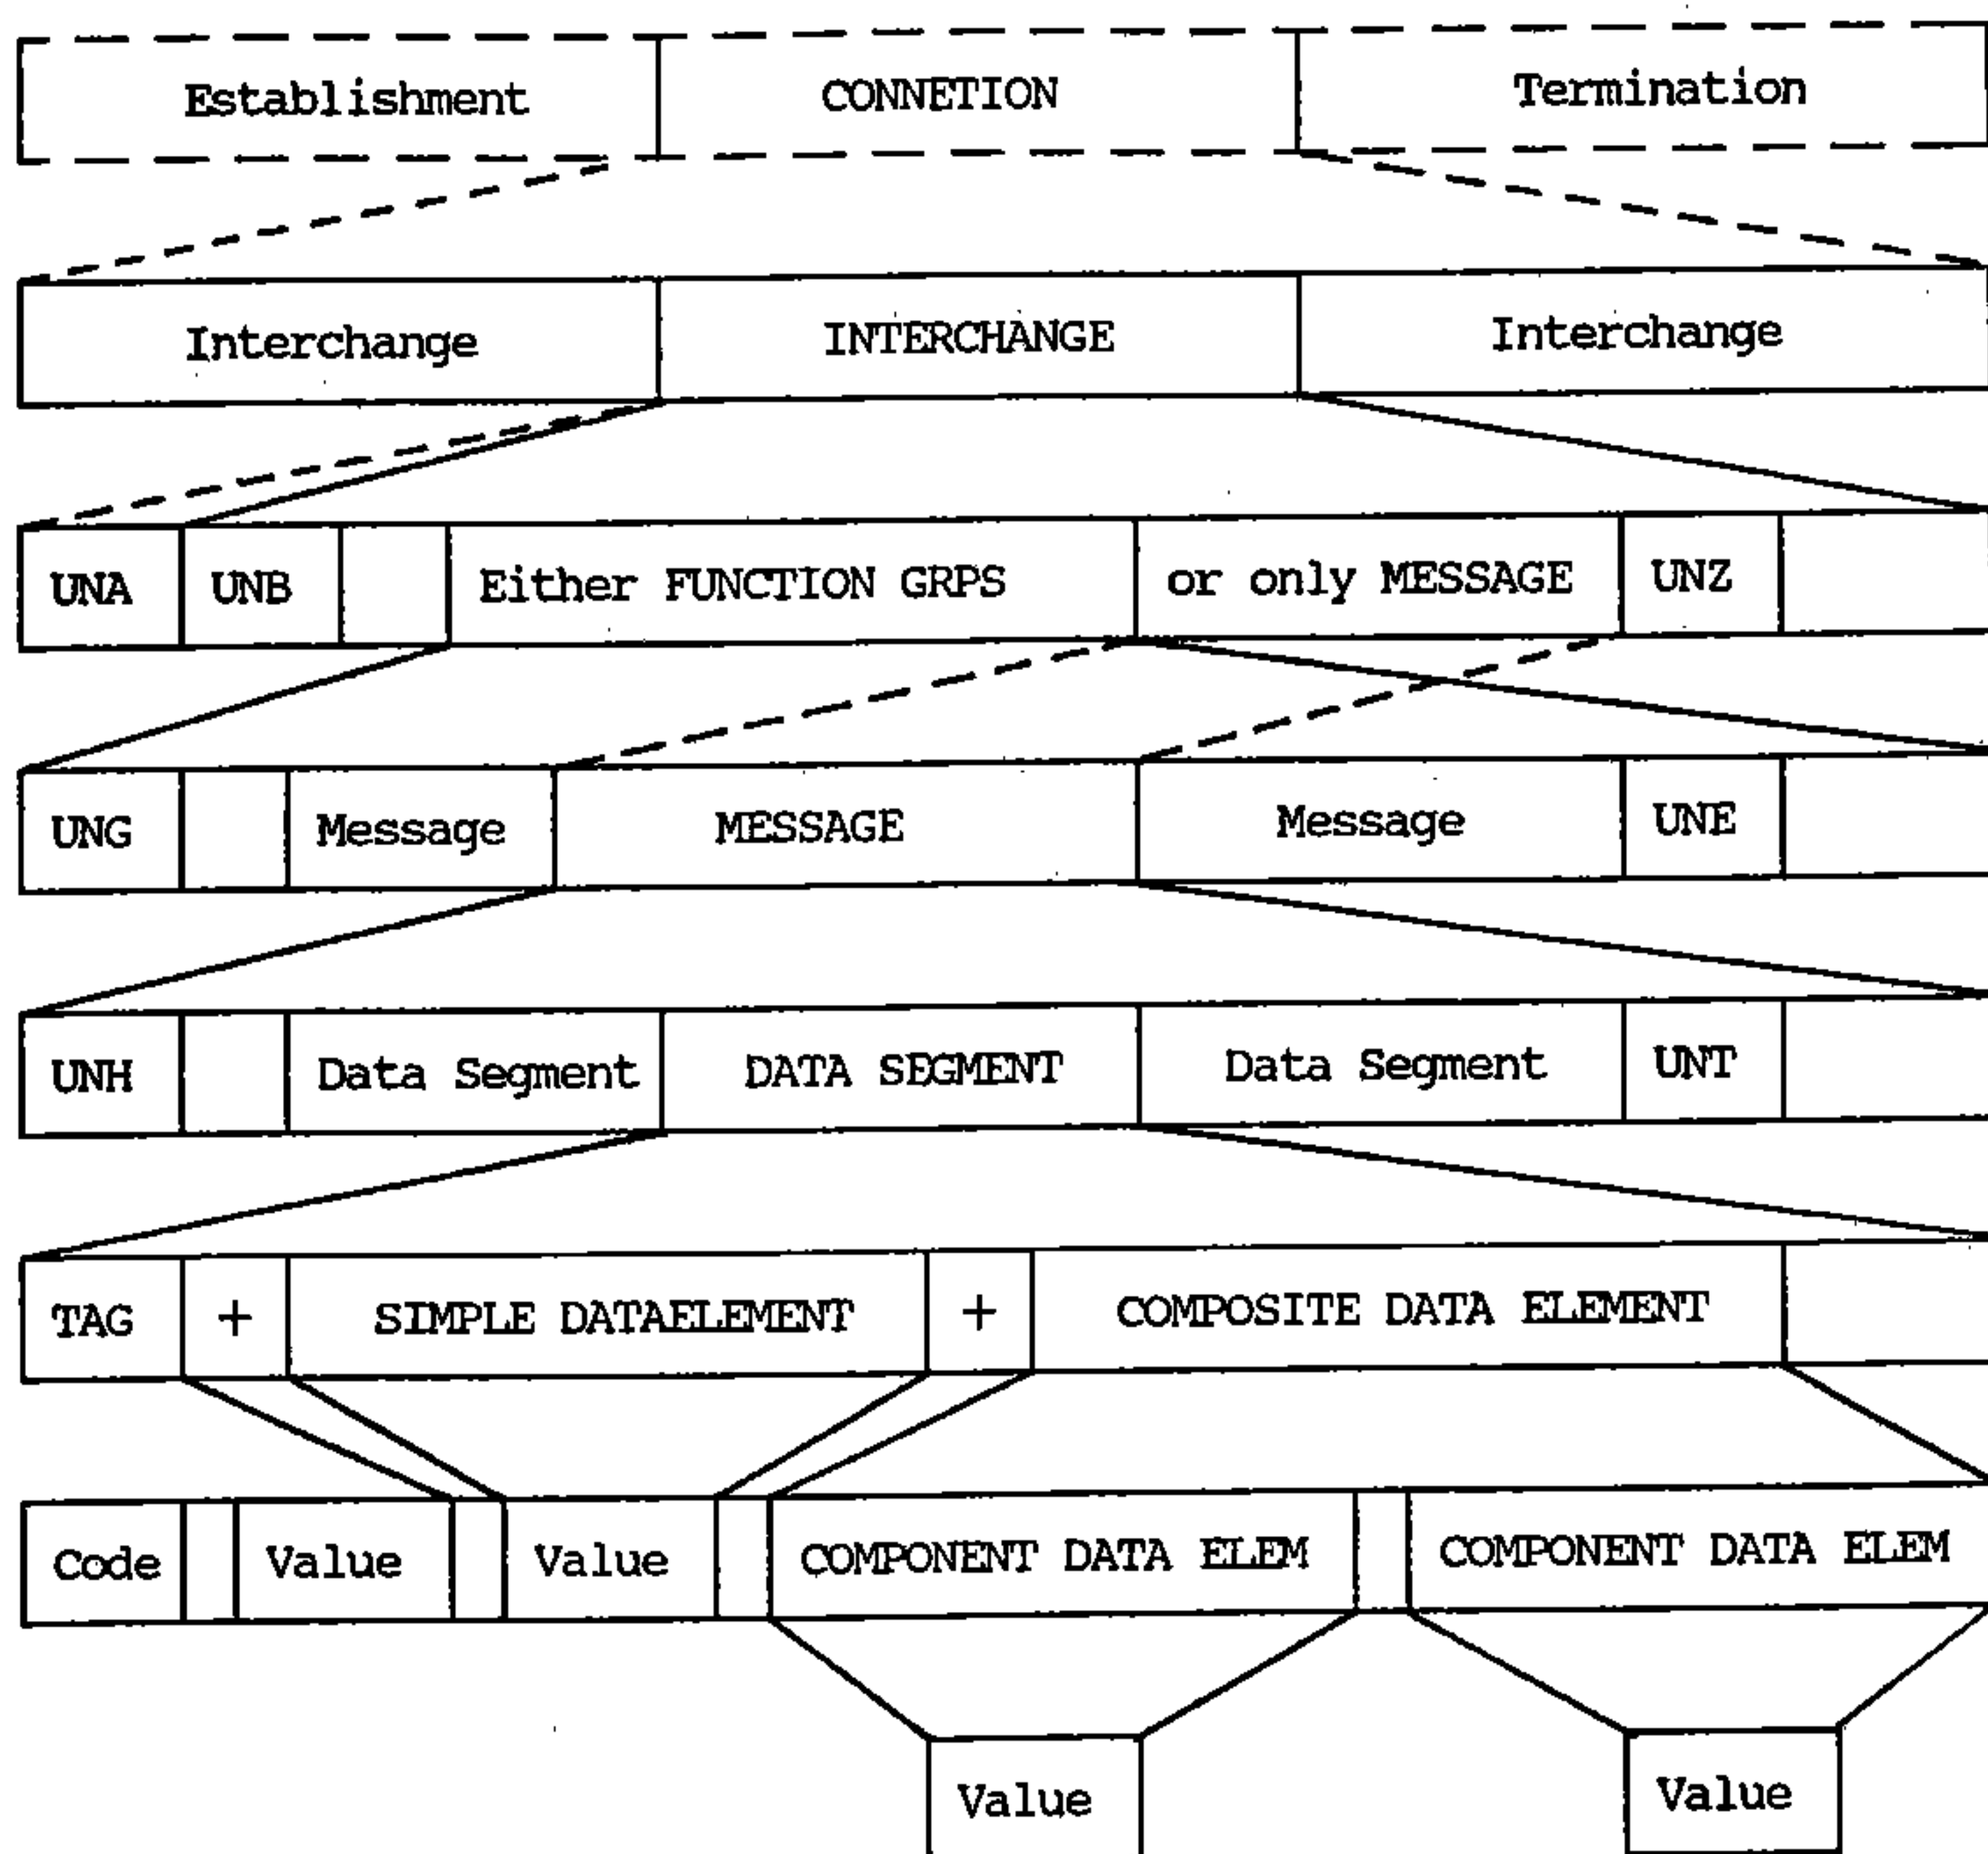 Establishment CONNETION Termination
Interchange INTERCHANGE Interchange
UNA UNB Either FUNCTION GRPS or only MESSAGE UNZ
UNG Message MESSAGE Message UNE
UNH Data Segment DATA SEGMENT Data Segment UNT
TAG + SIMPLE DATAELEMENT + COMPOSITE DATA ELEMENT
Code Value Value COMPONENT DATA ELEM COMPONENT DATA ELEM
Value Value